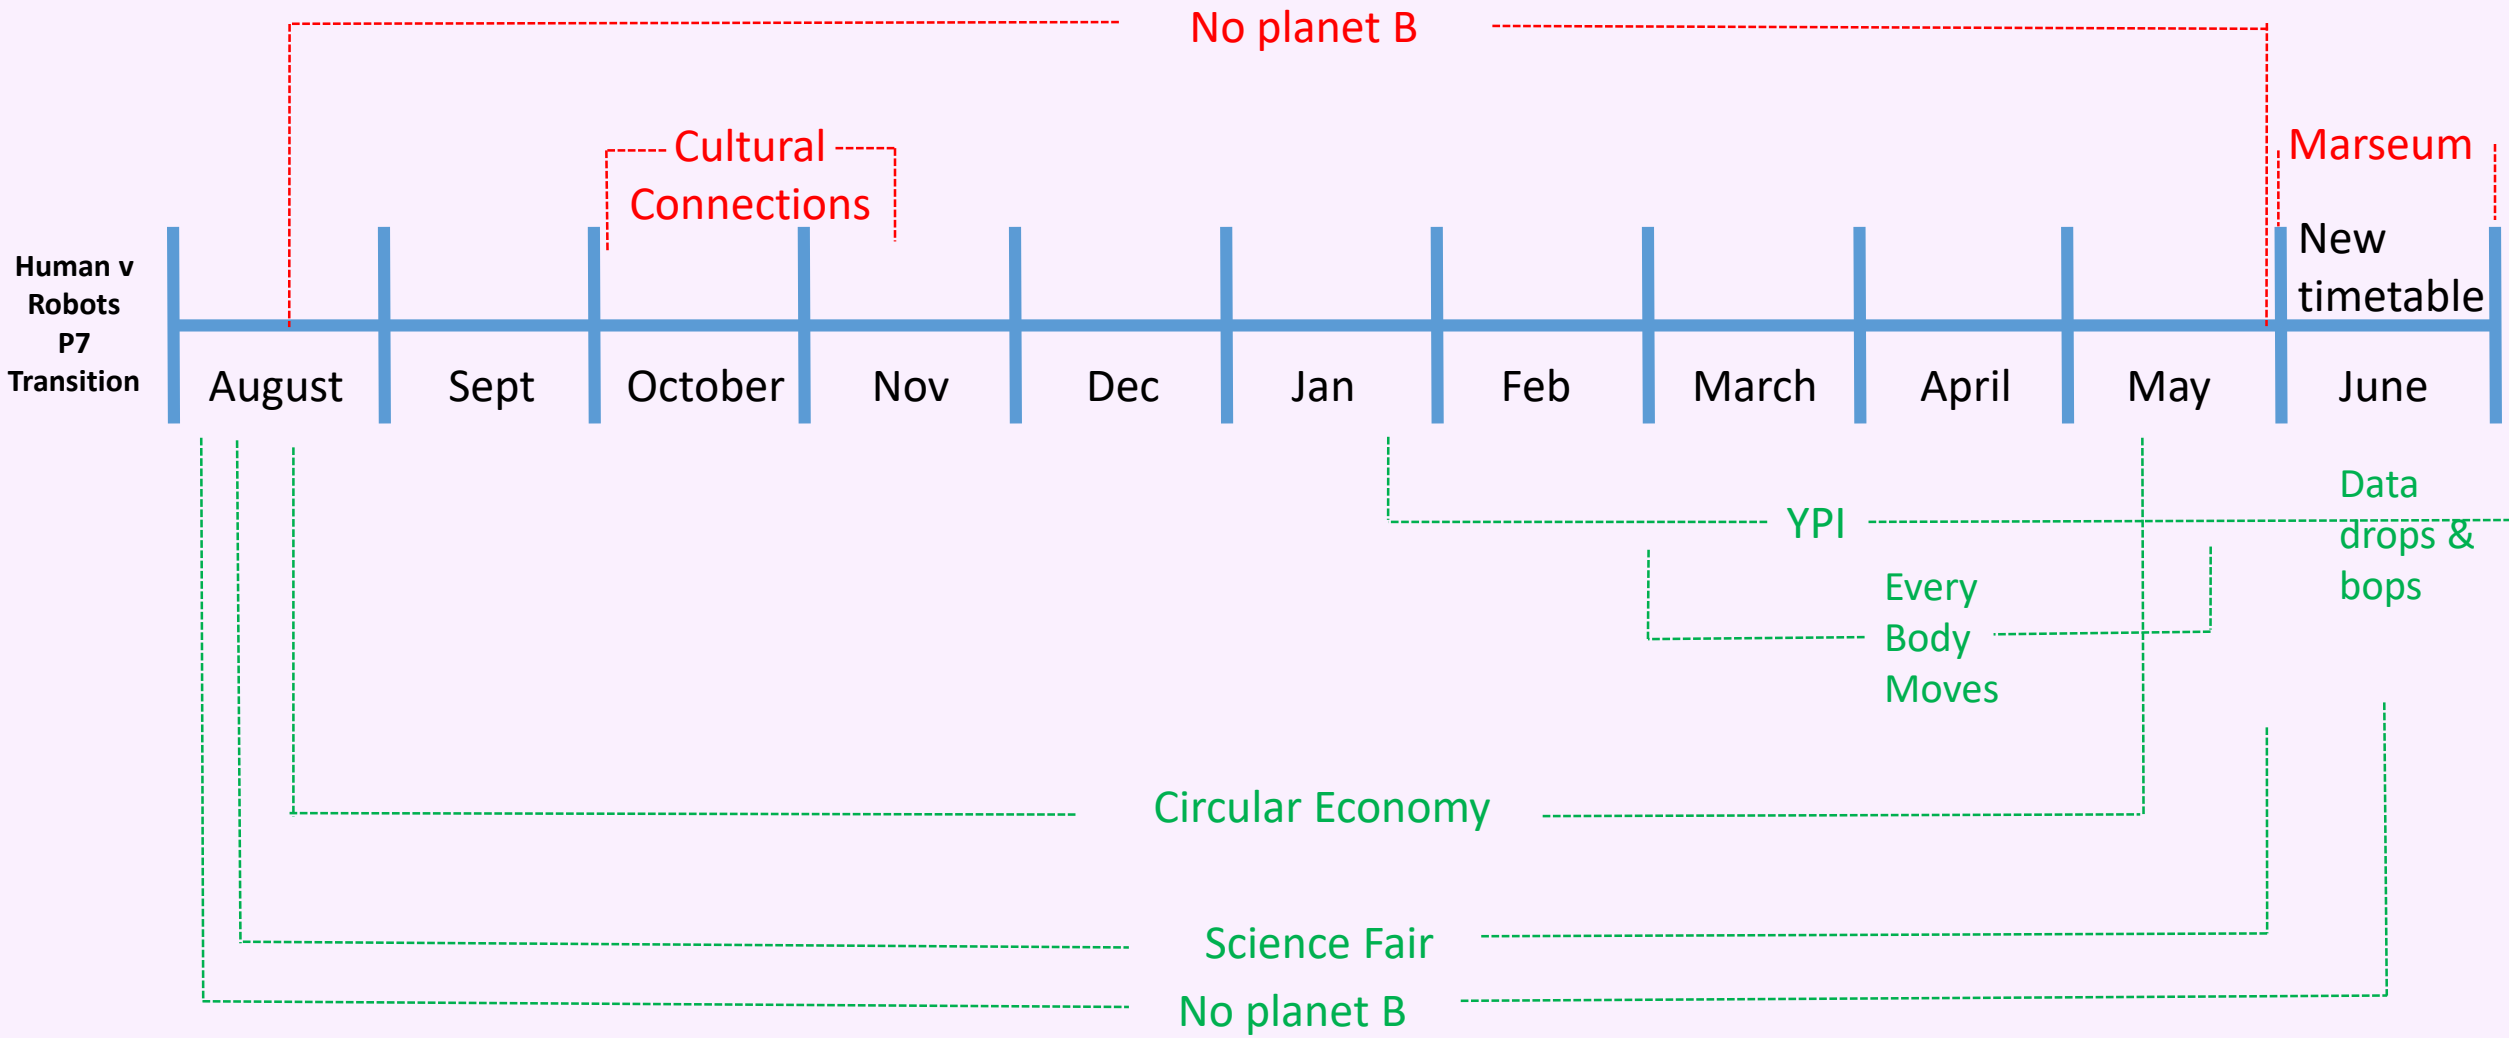 No planet B
Cultural
Connections
Marseum
New
timetable
Human v
Robots
P7
Transition
August
Sept
October
Nov
Dec
Jan
Feb
March
April
May
June
YPI
Data
drops &
bops
Every
Body
Moves
Circular Economy
Science Fair
No planet B